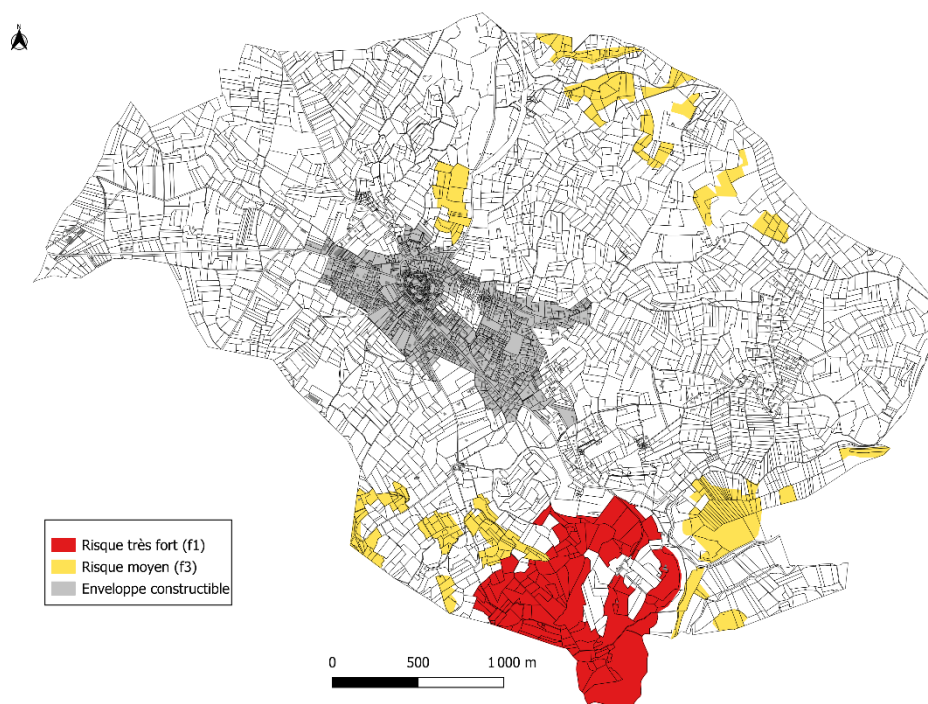 N
Risque très fort (f1)
Risque moyen (f3)
Enveloppe constructible
0 500 1 000 m